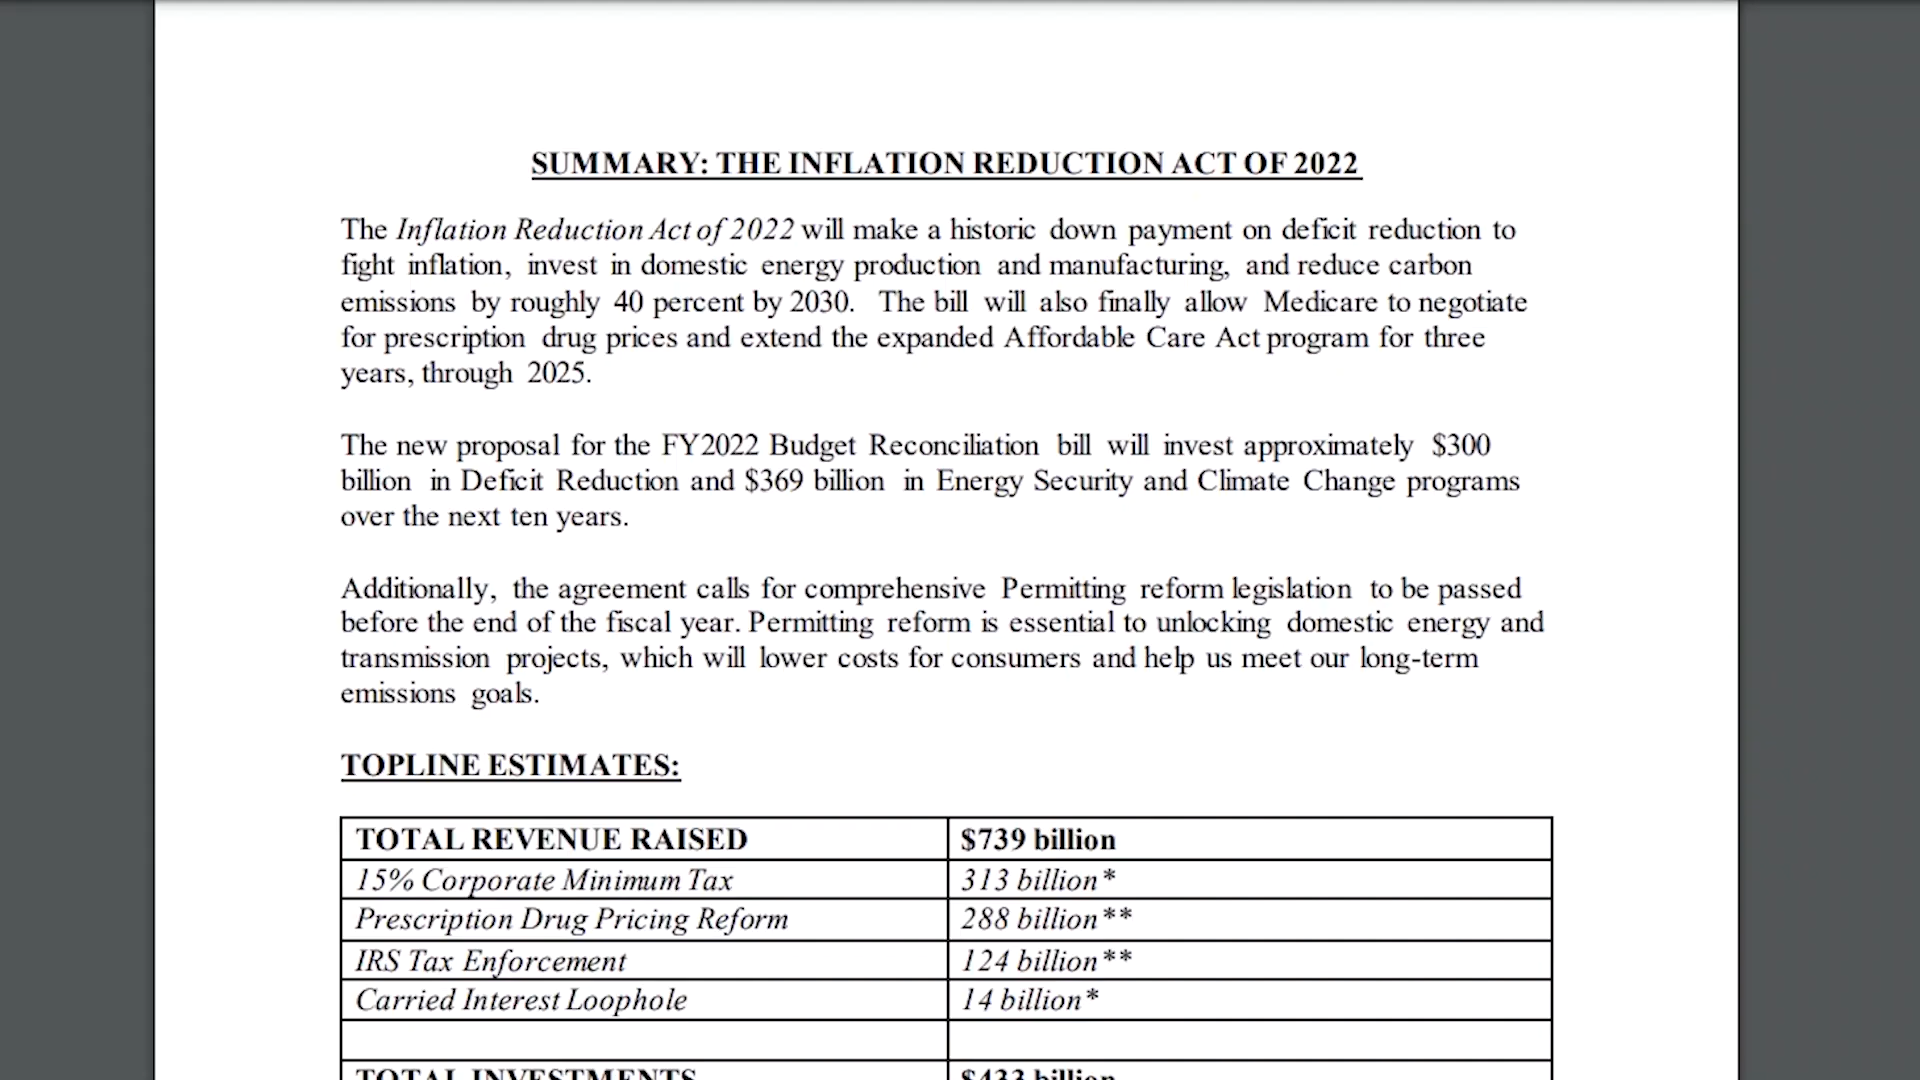 SUMMARY: THE INFLATION REDUCTION ACT OF 2022
The Inflation Reduction Act of 2022 will make a historic down payment on deficit reduction to
fight inflation, invest in domestic energy production and manufacturing, and reduce carbon
emissions by roughly 40 percent by 2030. The bill will also finally allow Medicare to negotiate
for prescription drug prices and extend the expanded Affordable Care Act program for three
years, through 2025.
The new proposal for the FY2022 Budget Reconciliation bill will invest approximately $300
billion in Deficit Reduction and $369 billion in Energy Security and Climate Change programs
over the next ten years.
Additionally, the agreement calls for comprehensive Permitting reform legislation to be passed
before the end of the fiscal year. Permitting reform is essential to unlocking domestic energy and
transmission projects, which will lower costs for consumers and help us meet our long-term
emissions goals.
TOPLINE ESTIMATES:
TOTAL REVENUE RAISED $739 billion
15% Corporate Minimum Tax 313 billion*
Prescription Drug Pricing Reform 288 billion**
IRS Tax Enforcement 124 billion**
Carried Interest Loophole 14 billion*
TOTAL INVESTMENTS $433 billion